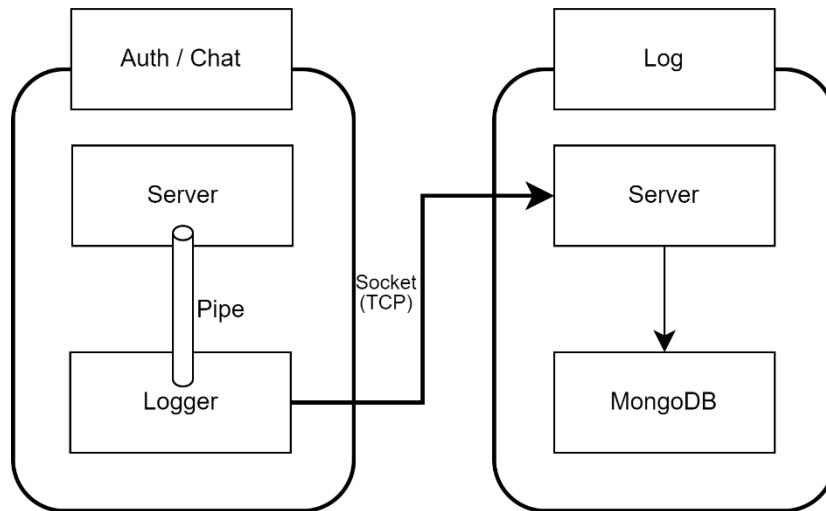 Auth / Chat
Log
Server
Server
Pipe
Socket
(TCP)
Logger
MongoDB